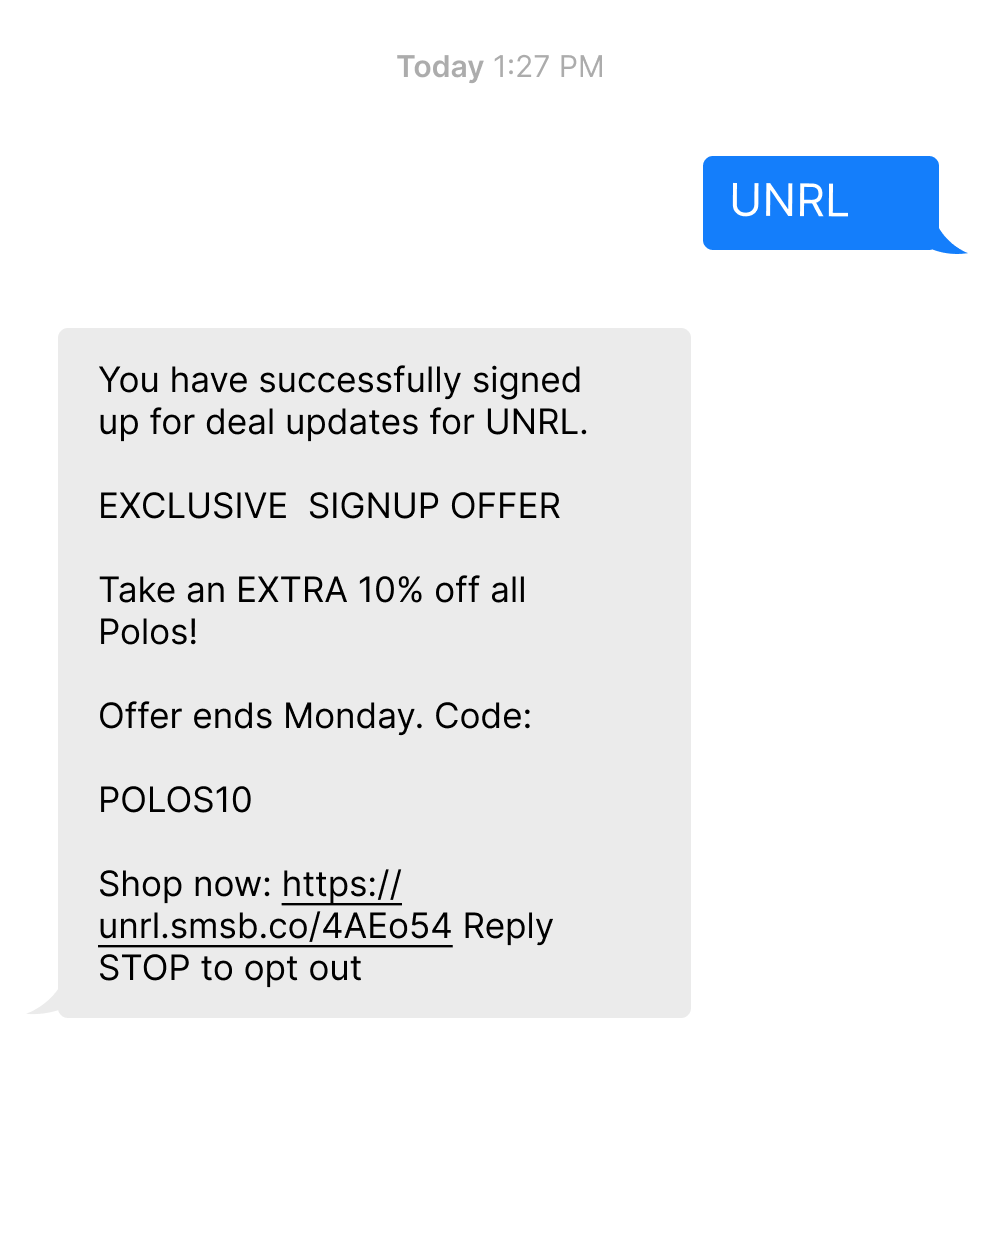 Today 1:27 PM
UNRL
You have successfully signed
up for deal updates for UNRL.
EXCLUSIVE  SIGNUP OFFER
Take an EXTRA 10% off all
Polos!
Offer ends Monday. Code:
POLOS10
Shop now: https://
unrl.smsb.co/4AEo54 Reply
STOP to opt out